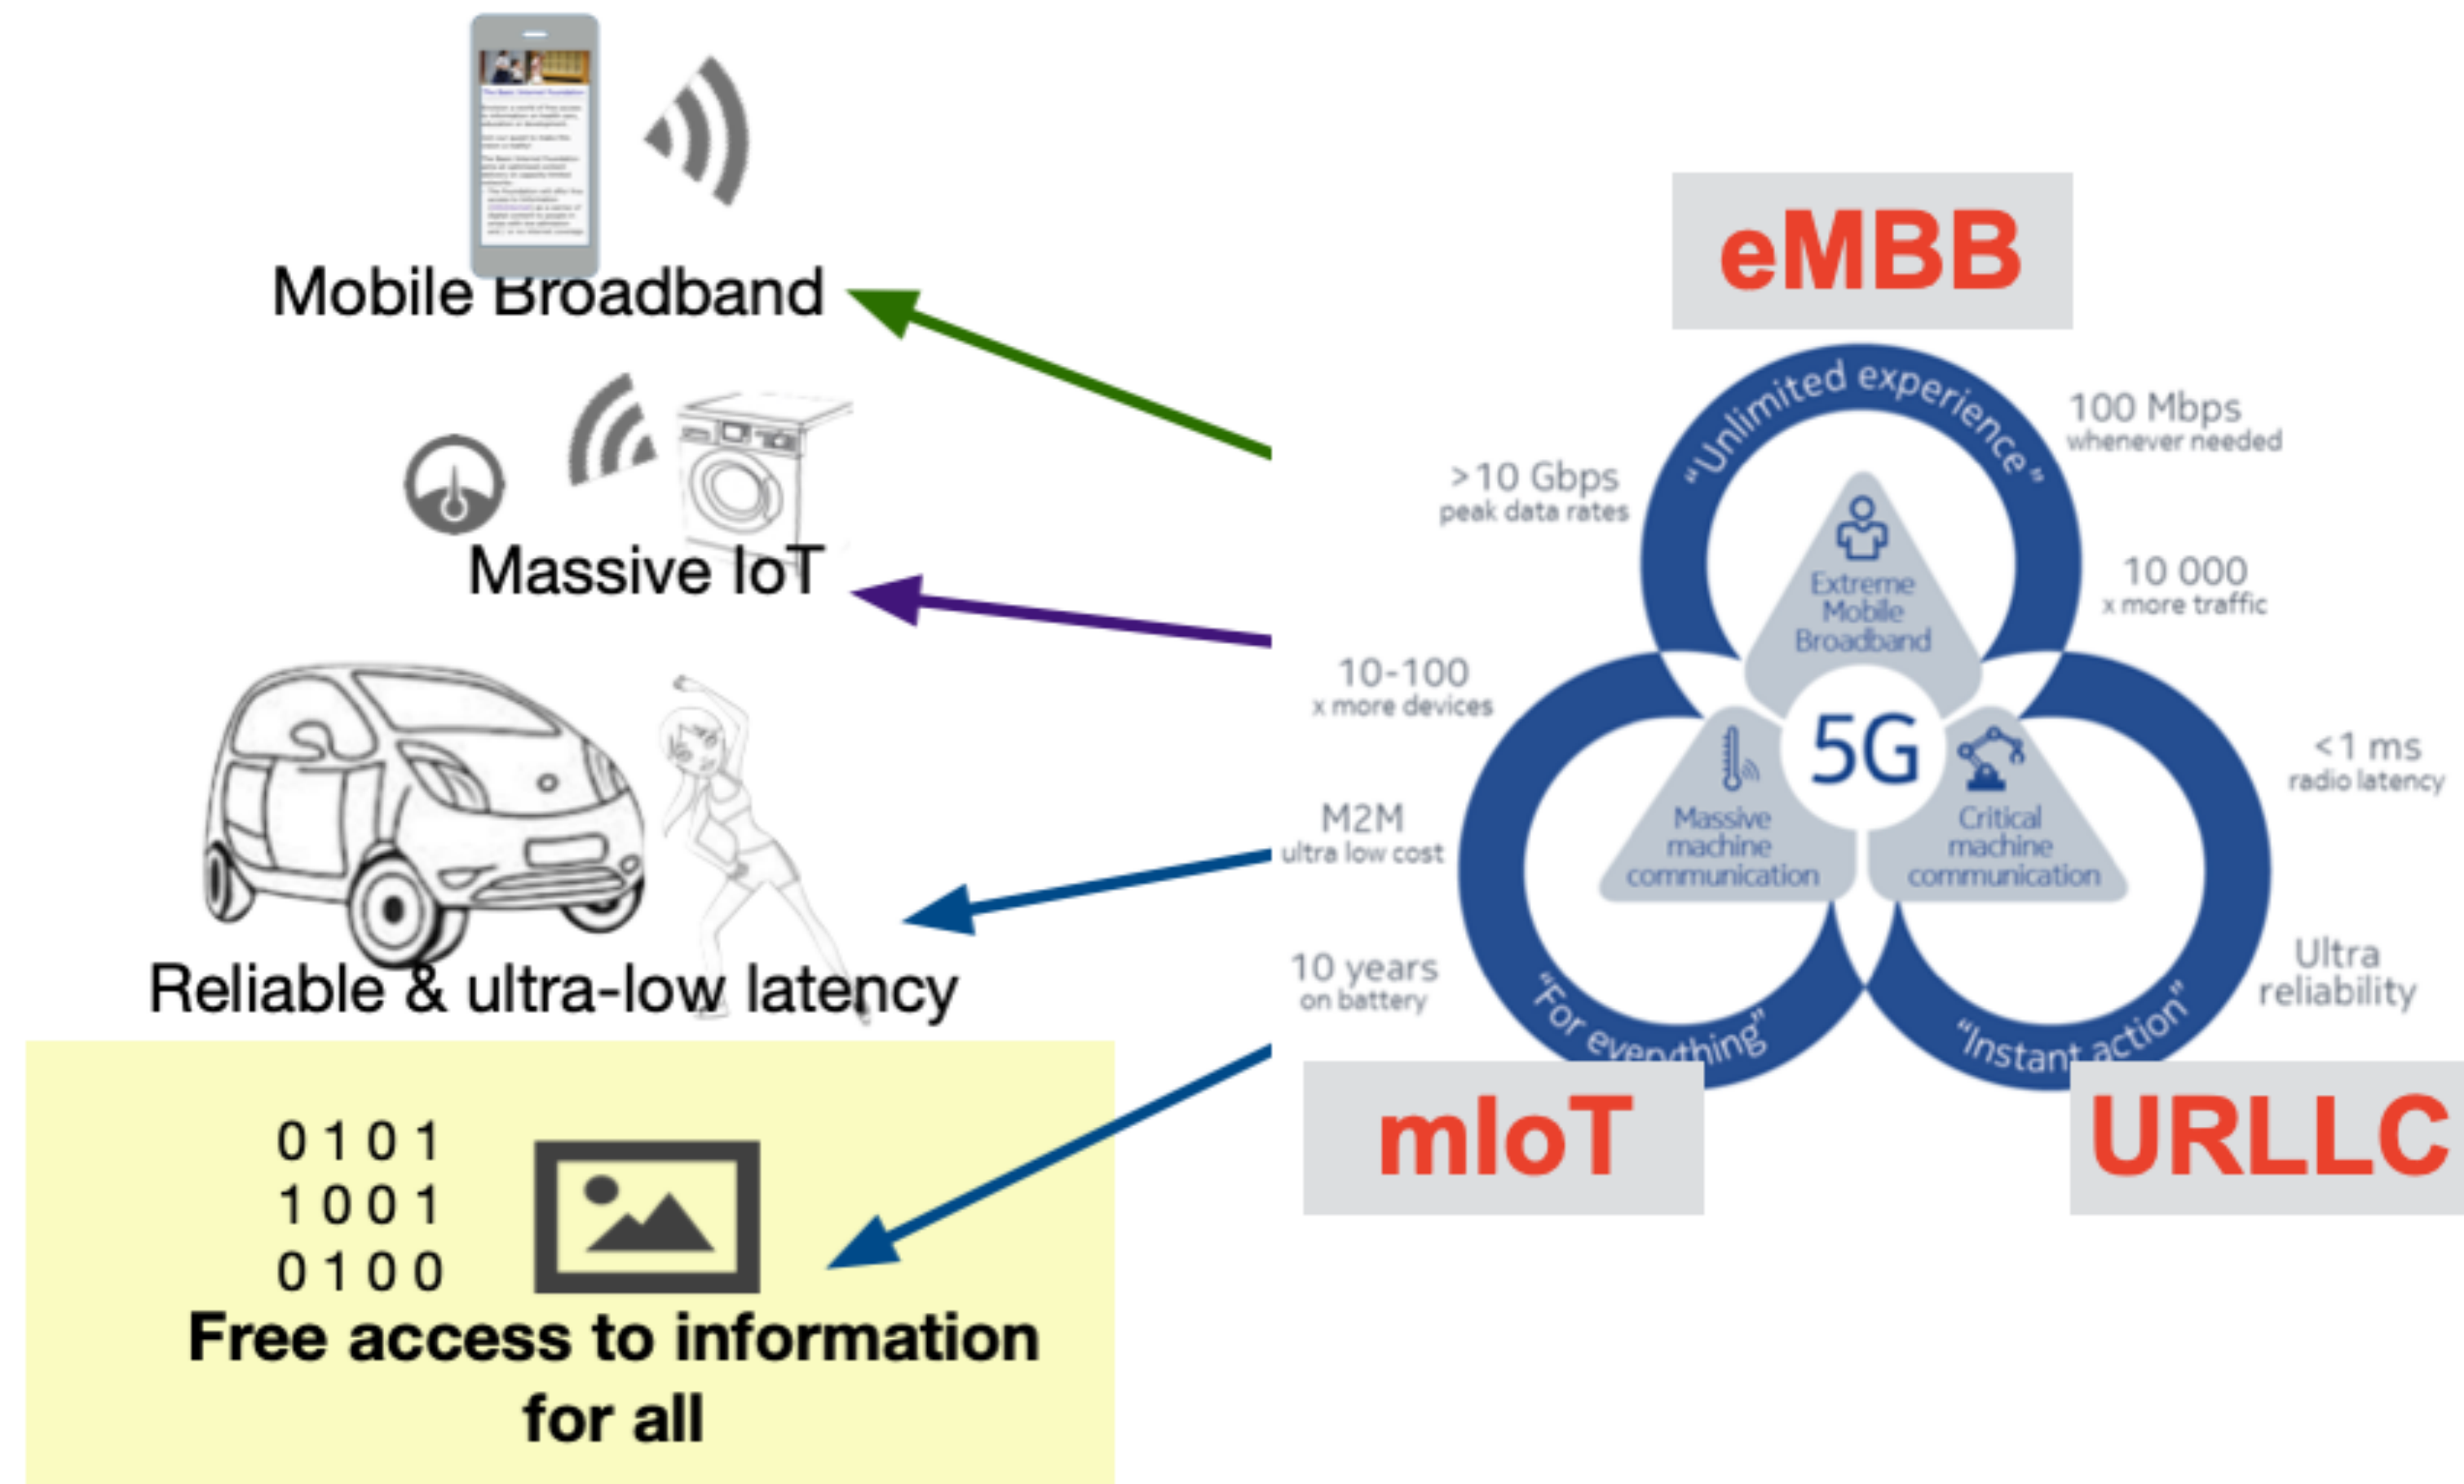 The Basic Internet Foundation
Mobile Broadband
Massive IoT
Reliable & ultra-low latency
0 1 0 1
1 0 0 1
0 1 0 0
Free access to information
for all
eMBB
“Unlimited experience”
>10 Gbps
peak data rates
100 Mbps
whenever needed
10 000
x more traffic
Extreme
Mobile
Broadband
5G
10-100
x more devices
M2M
ultra low cost
10 years
on battery
Massive
machine
communication
“For everything”
Critical
machine
communication
<1 ms
radio latency
Ultra
reliability
“Instant action”
mIoT
URLLC